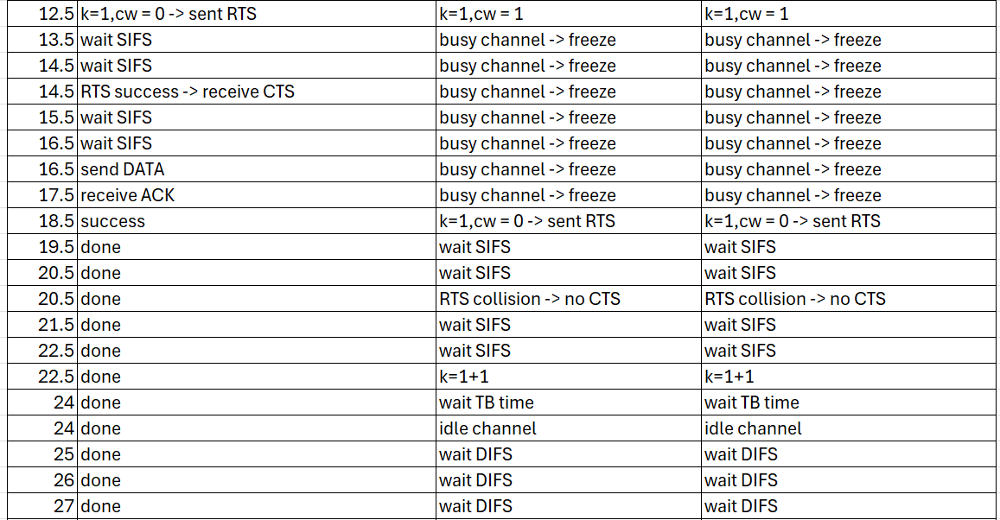 12.5 k=1,cw = 0 -> sent RTS k=1,cw = 1 k=1,cw = 1
13.5 wait SIFS busy channel -> freeze busy channel -> freeze
14.5 wait SIFS busy channel -> freeze busy channel -> freeze
14.5 RTS success -> receive CTS busy channel -> freeze busy channel -> freeze
15.5 wait SIFS busy channel -> freeze busy channel -> freeze
16.5 wait SIFS busy channel -> freeze busy channel -> freeze
16.5 send DATA busy channel -> freeze busy channel -> freeze
17.5 receive ACK busy channel -> freeze busy channel -> freeze
18.5 success k=1,cw = 0 -> sent RTS k=1,cw = 0 -> sent RTS
19.5 done wait SIFS wait SIFS
20.5 done wait SIFS wait SIFS
20.5 done RTS collision -> no CTS RTS collision -> no CTS
21.5 done wait SIFS wait SIFS
22.5 done wait SIFS wait SIFS
22.5 done k=1+1 k=1+1
24 done wait TB time wait TB time
24 done idle channel idle channel
25 done wait DIFS wait DIFS
26 done wait DIFS wait DIFS
27 done wait DIFS wait DIFS